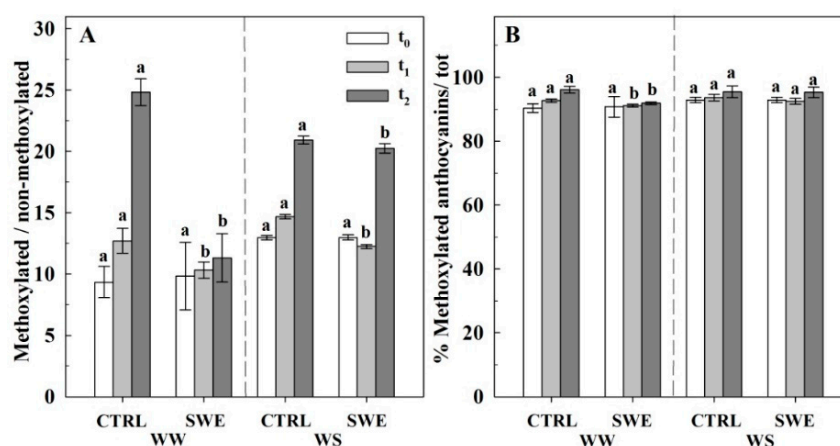 A
Methoxylated / non-methoxylated
30
25
20
15
10
5
0
t0
t1
t2
a a a
a b b
a a a
a b b
CTRL SWE CTRL SWE
WW WS
B
% Methoxylated anthocyanins/ tot
100
80
60
40
20
0
a a a
a b b
a a a
a a a
CTRL SWE CTRL SWE
WW WS